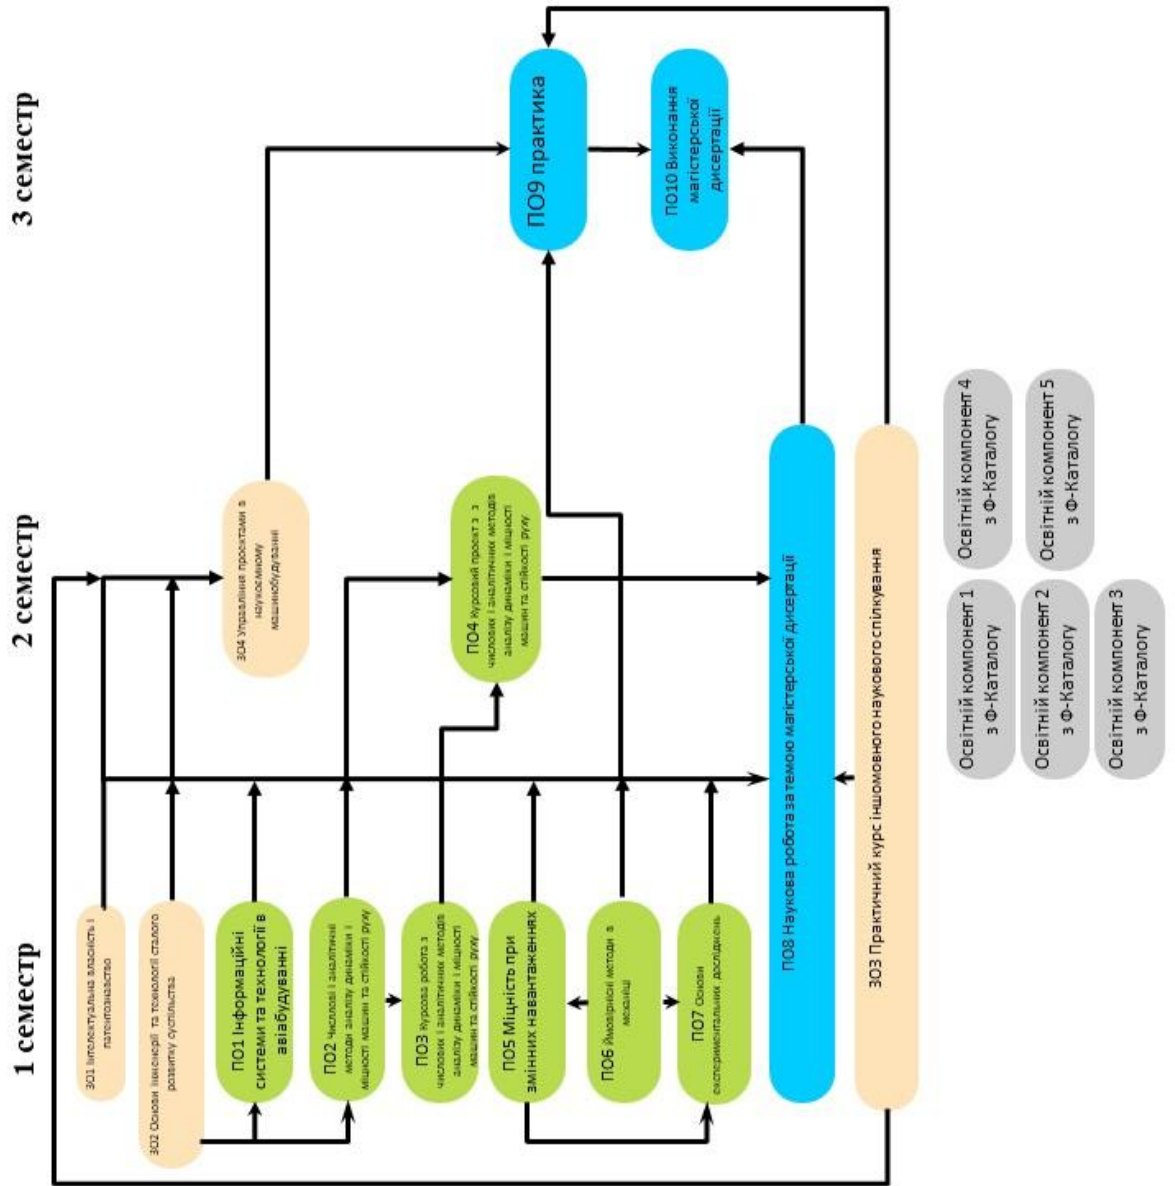 1 семестр
2 семестр
3 семестр
ЗО1 Інтелектуальна власність і
патентознавство
ЗО2 Основи інженерії та технології сталого
розвитку суспільства
ПО1 Інформаційні
системи та технології в
авіабудуванні
ПО2 Числові і аналітичні
методи аналізу динаміки і
міцності машин та стійкості руху
ПО3 Курсова робота з
числових і аналітичних методів
аналізу динаміки і міцності
машин та стійкості руху
ПО5 Міцність при
змінних навантаженнях
ПО6 Ймовірнісні методи в
механіці
ПО7 Основи
експериментальних досліджень
ЗО4 Управління проектами в
наукоємному
машинобудуванні
ПО4 Курсовий проект з з
числових і аналітичних методів
аналізу динаміки і міцності
машин та стійкості руху
ПО9 практика
ПО10 Виконання
магістерської
дисертації
ПО8 Наукова робота за темою магістерської дисертації
ЗО3 Практичний курс іншомовного наукового спілкування
Освітній компонент 1
з Ф-Каталогу
Освітній компонент 2
з Ф-Каталогу
Освітній компонент 3
з Ф-Каталогу
Освітній компонент 4
з Ф-Каталогу
Освітній компонент 5
з Ф-Каталогу